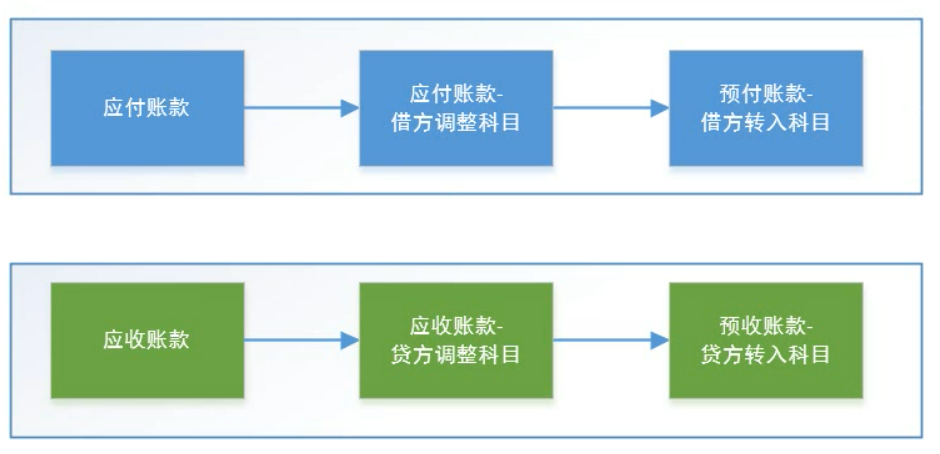 应付账款
应付账款-
借方调整科目
预付账款-
借方转入科目
应收账款
应收账款-
贷方调整科目
预收账款-
贷方转入科目